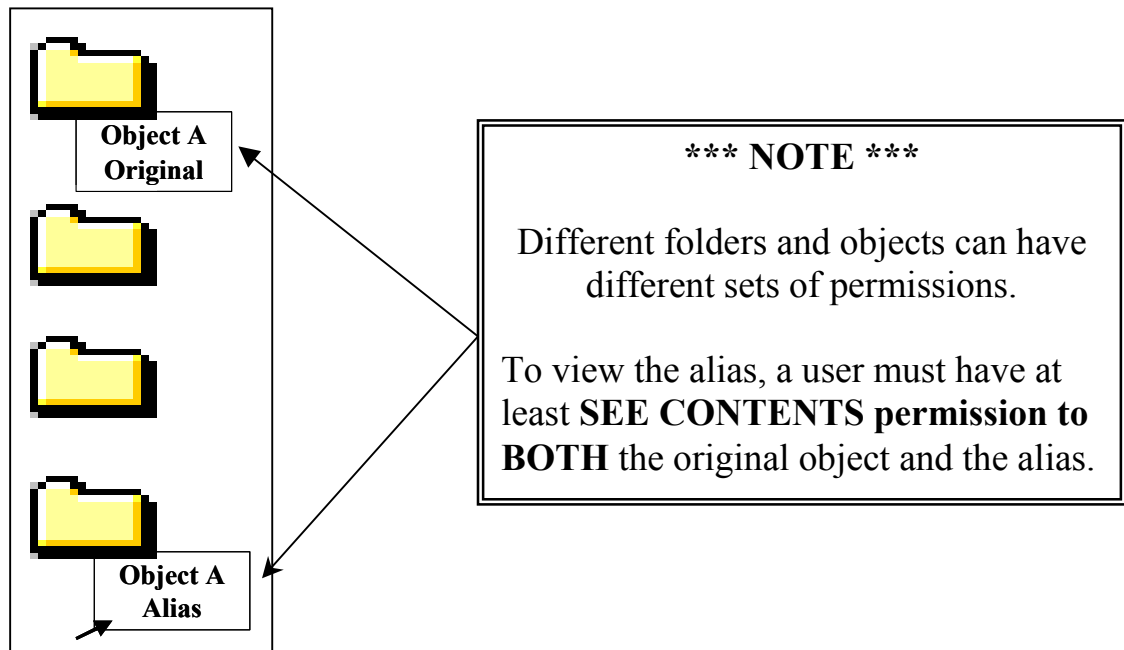 Object A
Original
*** NOTE ***
Different folders and objects can have
different sets of permissions.
To view the alias, a user must have at
least SEE CONTENTS permission to
BOTH the original object and the alias.
Object A
Alias